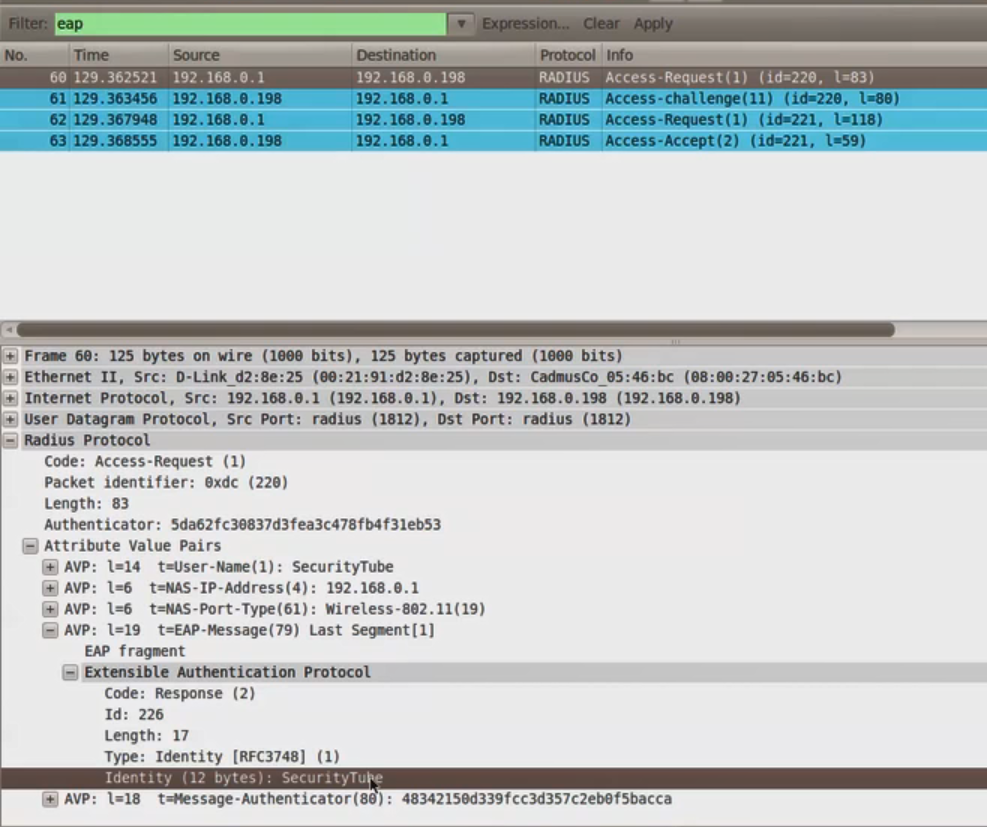 Filter: eap Expression... Clear Apply
No. Time Source Destination Protocol Info
60 129.362521 192.168.0.1 192.168.0.198 RADIUS Access-Request(1) (id=220, l=83)
61 129.363456 192.168.0.198 192.168.0.1 RADIUS Access-challenge(11) (id=220, l=80)
62 129.367948 192.168.0.1 192.168.0.198 RADIUS Access-Request(1) (id=221, l=118)
63 129.368555 192.168.0.198 192.168.0.1 RADIUS Access-Accept(2) (id=221, l=59)
Frame 60: 125 bytes on wire (1000 bits), 125 bytes captured (1000 bits)
Ethernet II, Src: D-Link_d2:8e:25 (00:21:91:d2:8e:25), Dst: CadmusCo_05:46:bc (08:00:27:05:46:bc)
Internet Protocol, Src: 192.168.0.1 (192.168.0.1), Dst: 192.168.0.198 (192.168.0.198)
User Datagram Protocol, Src Port: radius (1812), Dst Port: radius (1812)
Radius Protocol
Code: Access-Request (1)
Packet identifier: 0xdc (220)
Length: 83
Authenticator: 5da62fc30837d3fea3c478fb4f31eb53
Attribute Value Pairs
AVP: l=14 t=User-Name(1): SecurityTube
AVP: l=6 t=NAS-IP-Address(4): 192.168.0.1
AVP: l=6 t=NAS-Port-Type(61): Wireless-802.11(19)
AVP: l=19 t=EAP-Message(79) Last Segment[1]
EAP fragment
Extensible Authentication Protocol
Code: Response (2)
Id: 226
Length: 17
Type: Identity [RFC3748] (1)
Identity (12 bytes): SecurityTube
AVP: l=18 t=Message-Authenticator(80): 48342150d339fcc3d357c2eb0f5bacca